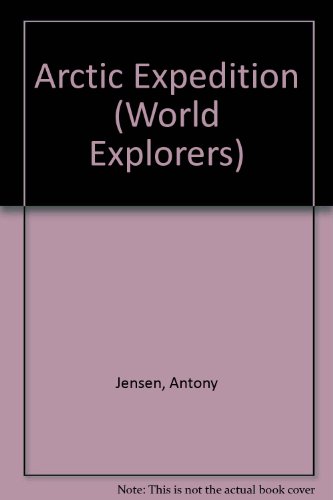 Arctic Expedition
(World
Explorers)
Jensen, Antony
Note: This is not the actual book cover